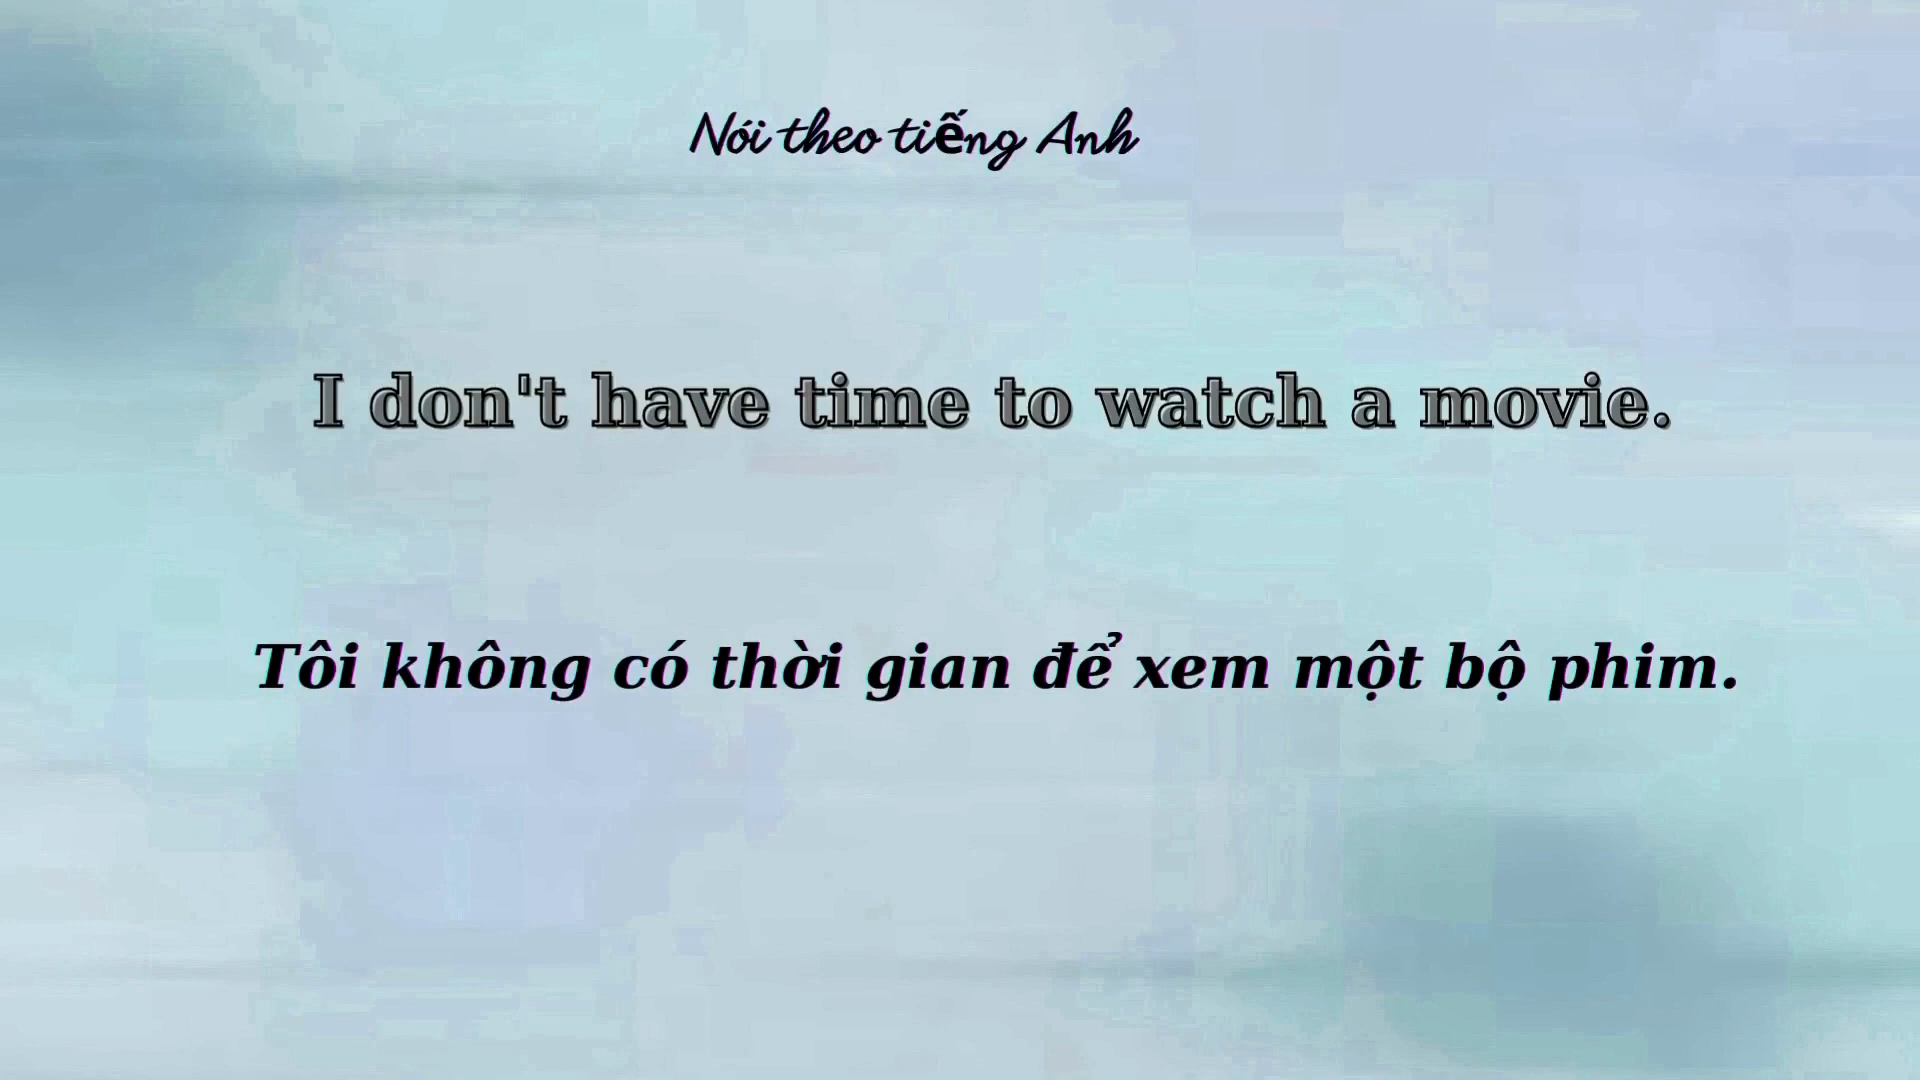 Nói theo tiếng Anh
I don't have time to watch a movie.
Tôi không có thời gian để xem một bộ phim.